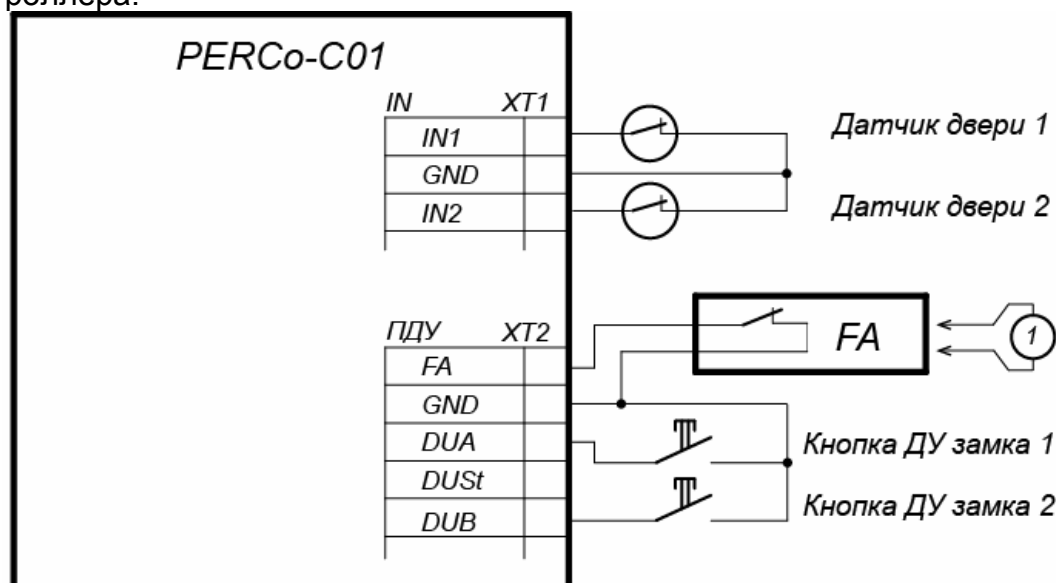 роллера.
PERCo-C01
IN XT1
IN1
Датчик двери 1
GND
IN2
Датчик двери 2
ПДУ XT2
FA
FA
1
GND
DUA
Кнопка ДУ замка 1
DUSt
Кнопка ДУ замка 2
DUB